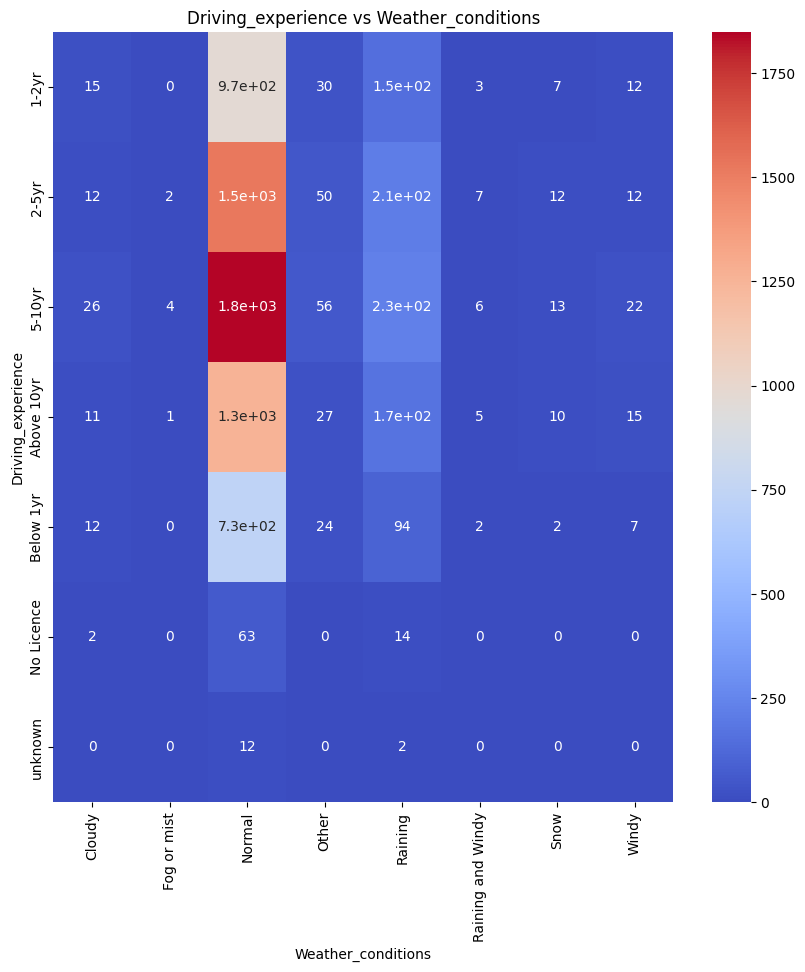 Driving_experience vs Weather_conditions
1-2yr 15 0 9.7e+02 30 1.5e+02 3 7 12
2-5yr 12 2 1.5e+03 50 2.1e+02 7 12 12
5-10yr 26 4 1.8e+03 56 2.3e+02 6 13 22
Above 10yr 11 1 1.3e+03 27 1.7e+02 5 10 15
Below 1yr 12 0 7.3e+02 24 94 2 2 7
No Licence 2 0 63 0 14 0 0 0
unknown 0 0 12 0 2 0 0 0
Driving_experience
Cloudy Fog or mist Normal Other Raining Raining and Windy Snow Windy
Weather_conditions
1750
1500
1250
1000
750
500
250
0